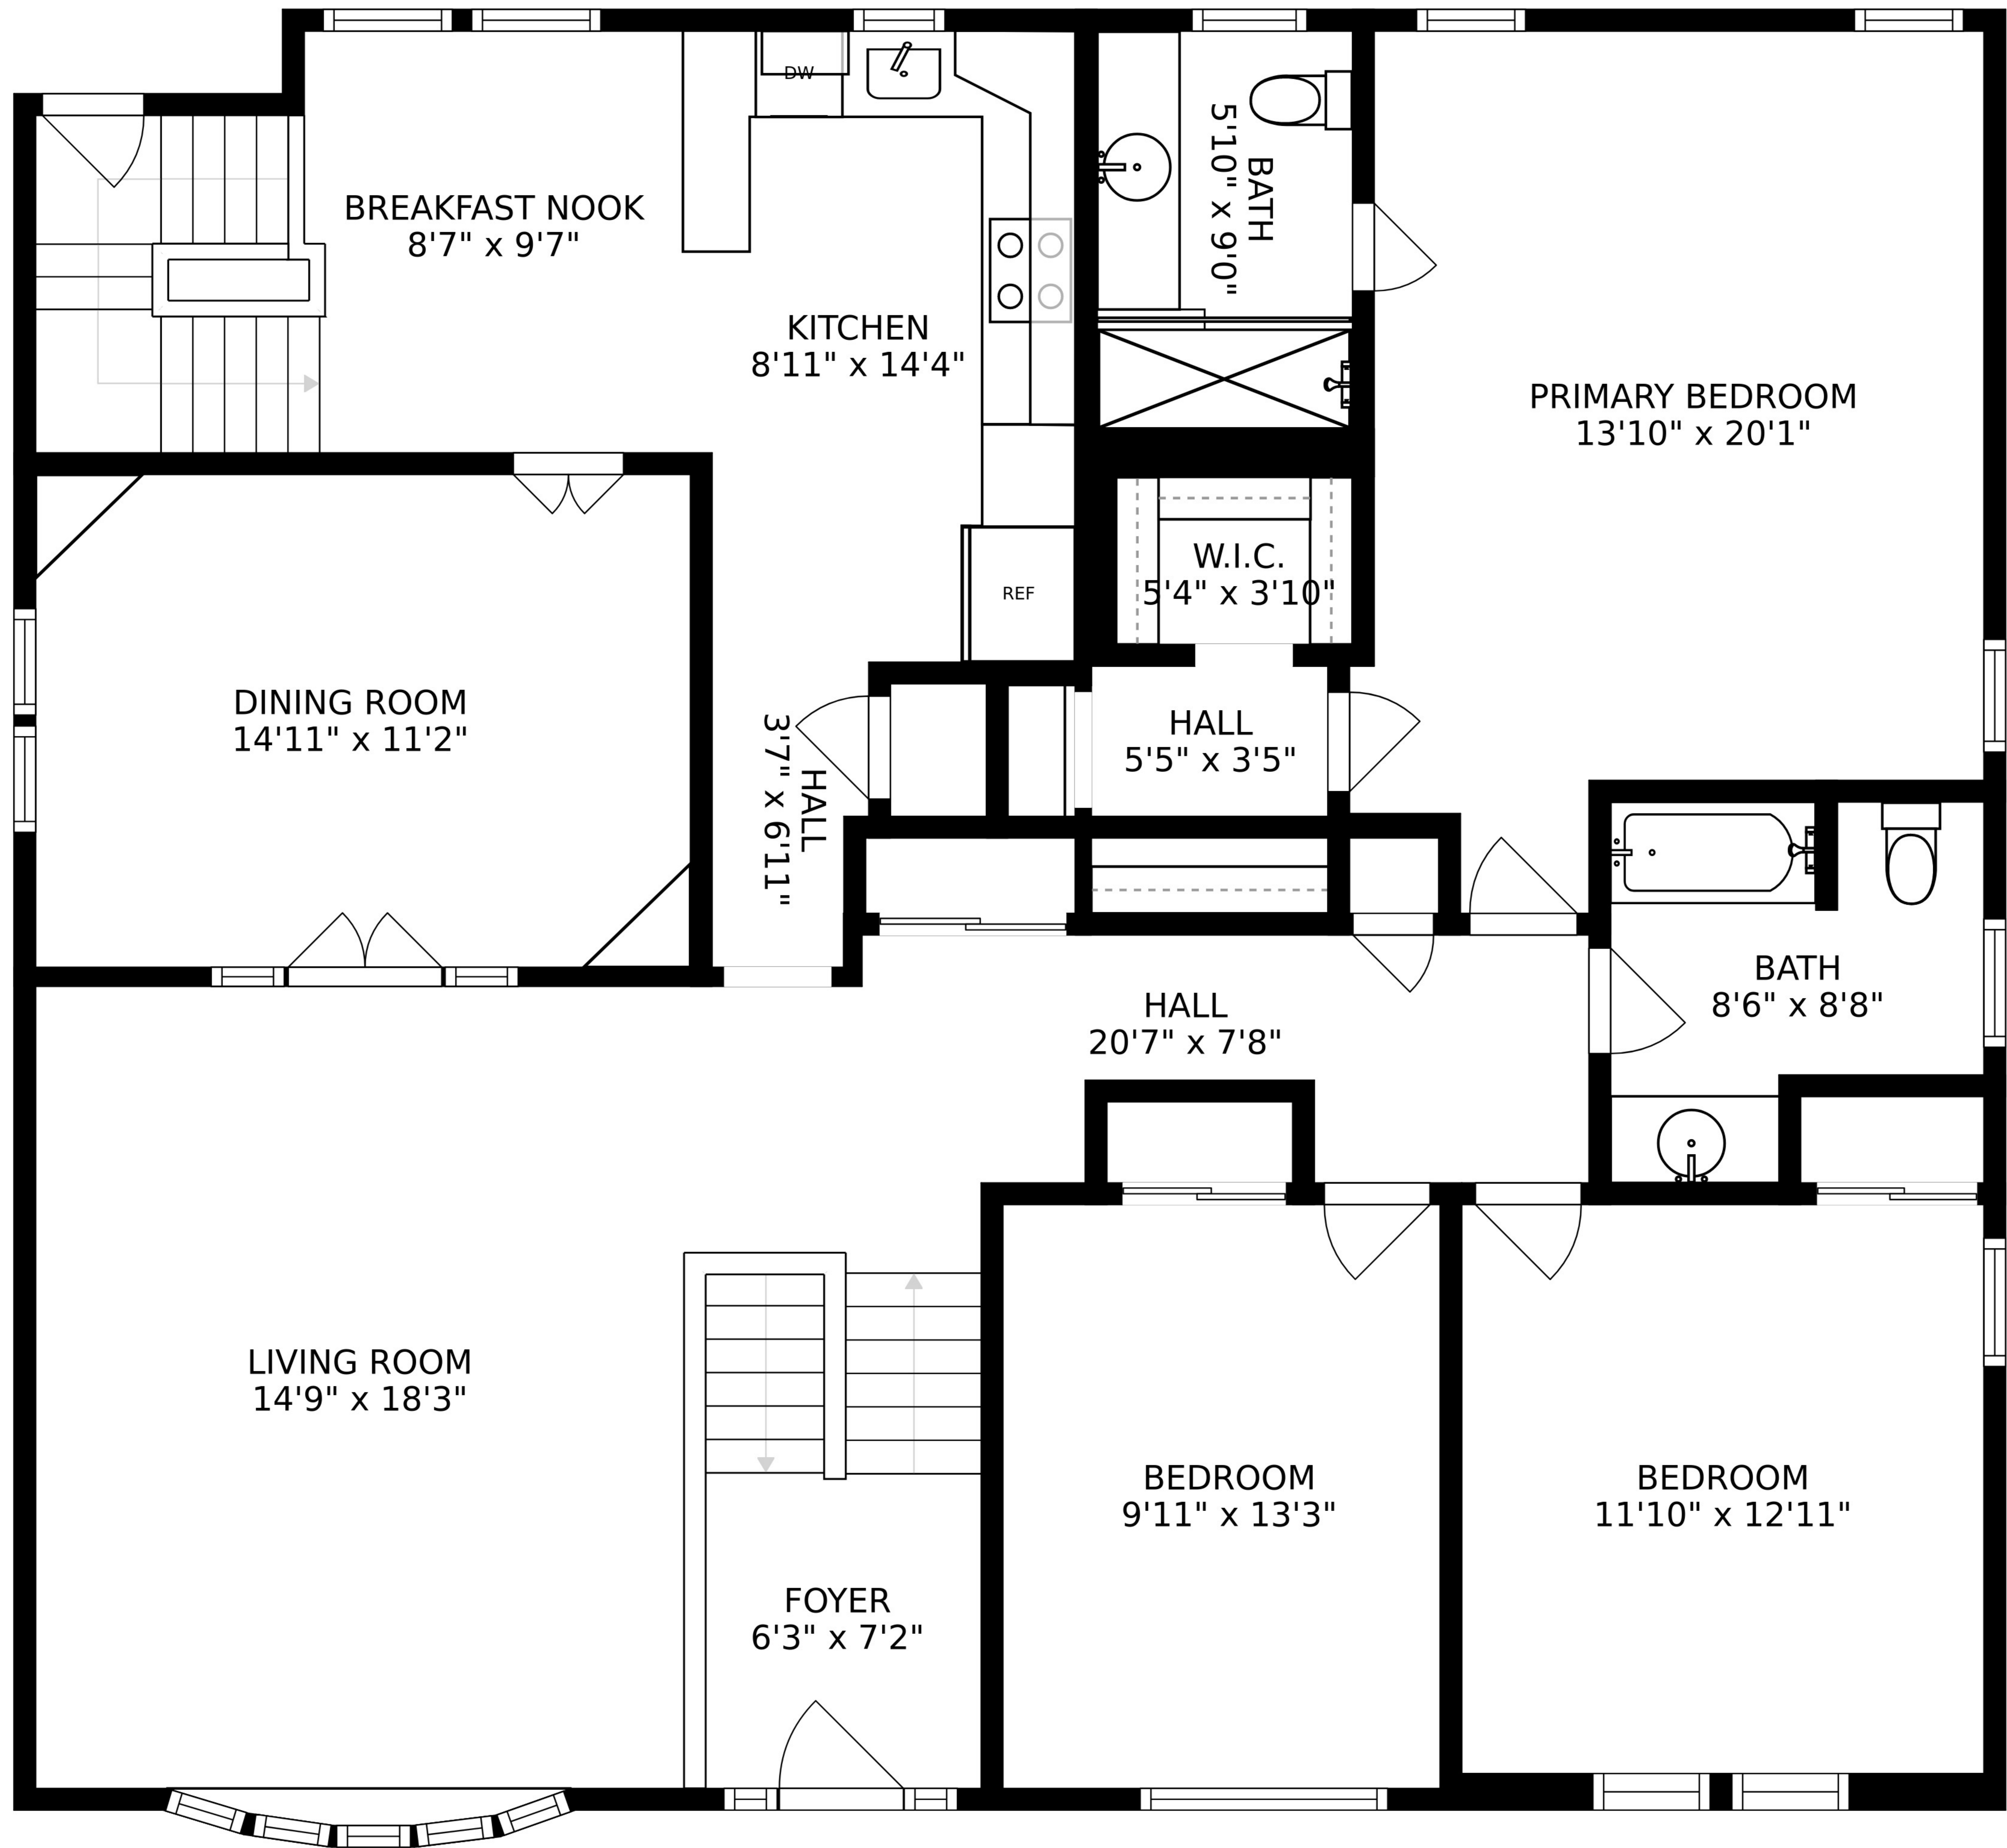 DW
BREAKFAST NOOK
8'7" x 9'7"
BATH
5'10" x 9'0"
KITCHEN
8'11" x 14'4"
PRIMARY BEDROOM
13'10" x 20'1"
W.I.C.
5'4" x 3'10"
REF
DINING ROOM
14'11" x 11'2"
HALL
3'7" x 6'11"
HALL
5'5" x 3'5"
BATH
8'6" x 8'8"
HALL
20'7" x 7'8"
LIVING ROOM
14'9" x 18'3"
BEDROOM
9'11" x 13'3"
BEDROOM
11'10" x 12'11"
FOYER
6'3" x 7'2"